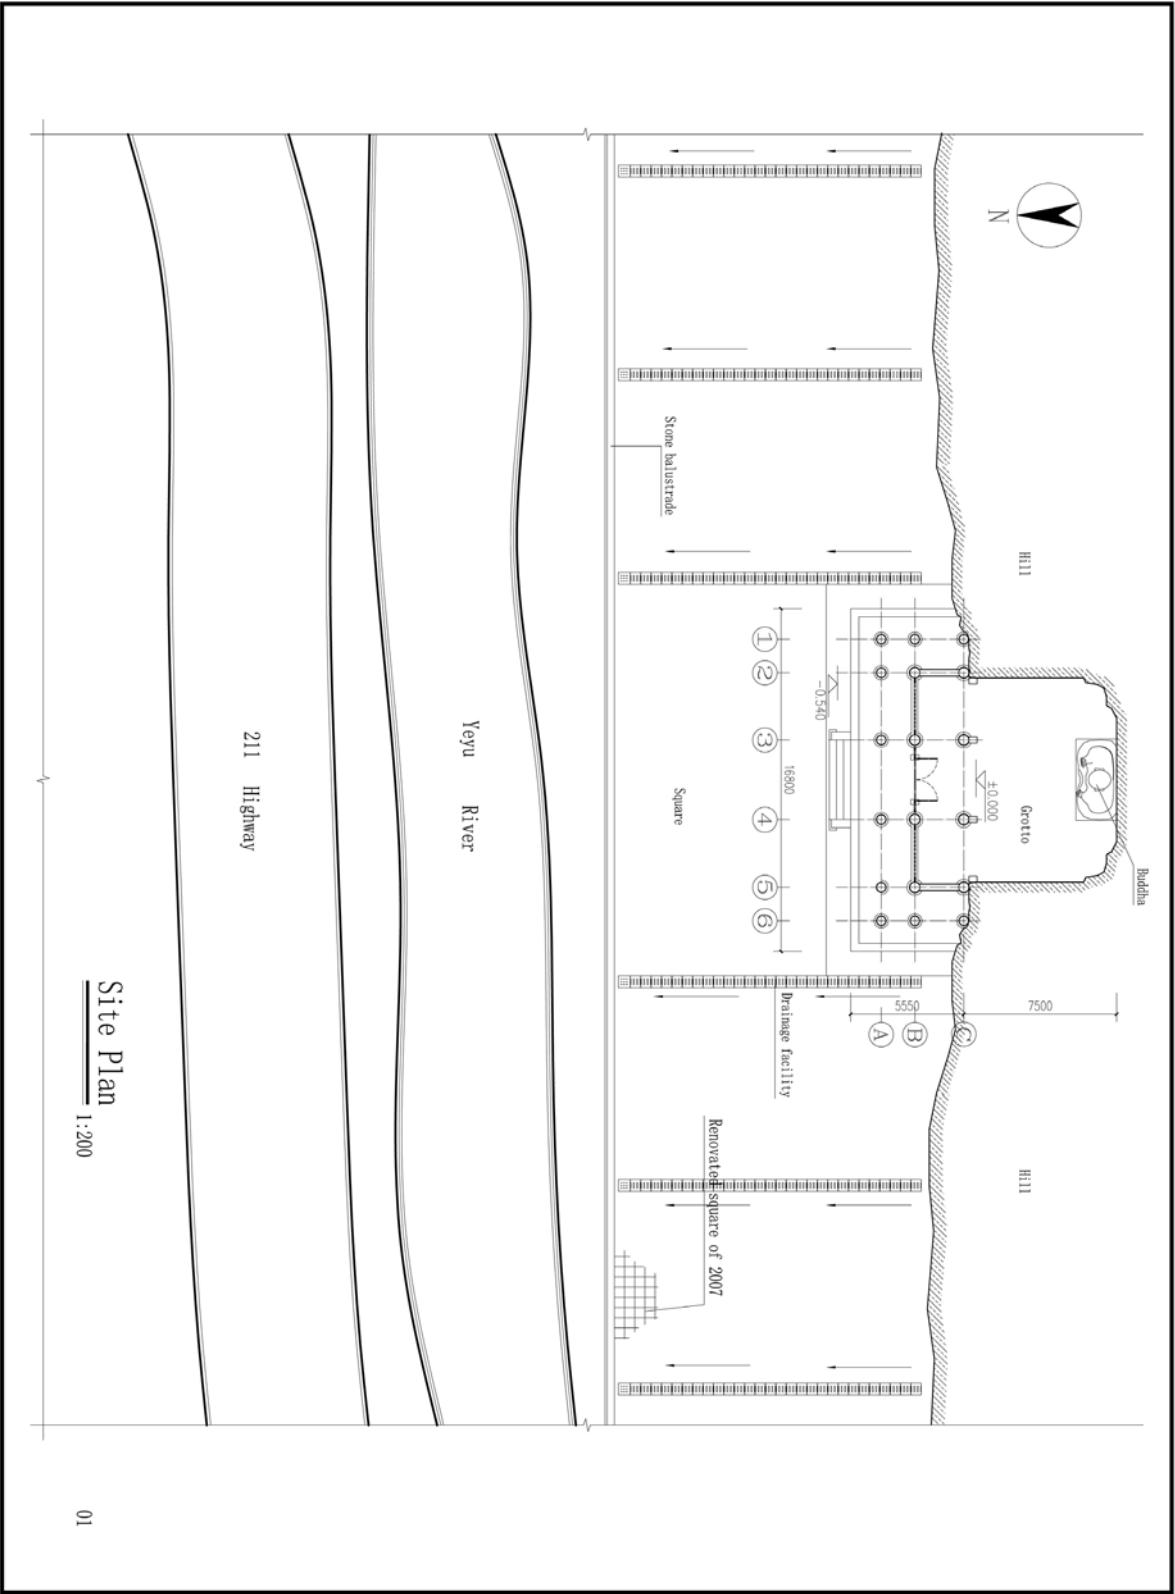 N
Hill
Hill
Buddha
Grotto
±0.000
-0.540
7500
5550
C
B
A
1
2
3
4
5
6
16800
Square
Stone balustrade
Drainage facility
Renovated square of 2007
Yeyu River
211 Highway
Site Plan 1:200
01